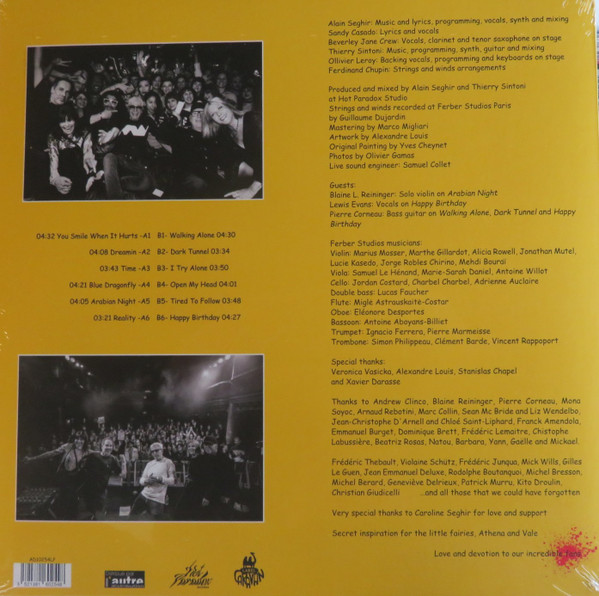 04:32 You Smile When It Hurts -A1
04:08 Dreamin -A2
03:43 Time -A3
04:21 Blue Dragonfly -A4
04:05 Arabian Night -A5
03:21 Reality -A6
B1- Walking Alone 04:30
B2- Dark Tunnel 03:34
B3- I Try Alone 03:50
B4- Open My Head 04:01
B5- Tired To Follow 03:48
B6- Happy Birthday 04:27
Alain Seghir: Music and lyrics, programming, vocals, synth and mixing
Sandy Casado: Lyrics and vocals
Beverley Jane Crew: Vocals, clarinet and tenor saxophone on stage
Thierry Sintoni: Music, programming, synth, guitar and mixing
Ollivier Leroy: Backing vocals, programming and keyboards on stage
Ferdinand Chupin: Strings and winds arrangements
Produced and mixed by Alain Seghir and Thierry Sintoni
at Hot Paradox Studio
Strings and winds recorded at Ferber Studios Paris
by Guillaume Dujardin
Mastering by Marco Migliari
Artwork by Alexandre Louis
Original Painting by Yves Cheynet
Photos by Olivier Gamas
Live sound engineer: Samuel Collet
Guests:
Blaine L. Reininger: Solo violin on Arabian Night
Lewis Evans: Vocals on Happy Birthday
Pierre Corneau: Bass guitar on Walking Alone, Dark Tunnel and Happy
Birthday
Ferber Studios musicians:
Violin: Marius Mosser, Marthe Gillardot, Alicia Rowell, Jonathan Mutel,
Lucie Kasedo, Jorge Robles Chirino, Mehdi Bourai
Viola: Samuel Le Hénand, Marie-Sarah Daniel, Antoine Willot
Cello: Jordan Costard, Charbel Charbel, Adrienne Auclaire
Double bass: Lucas Faucher
Flute: Miglė Astrauskaitė-Costar
Oboe: Eléonore Desportes
Bassoon: Antoine Aboyans-Billiet
Trumpet: Ignacio Ferrera, Pierre Marmeisse
Trombone: Simon Philippeau, Clément Barde, Vincent Rappoport
Special thanks:
Veronica Vasicka, Alexandre Louis, Stanislas Chapel
and Xavier Darasse
Thanks to Andrew Clinco, Blaine Reininger, Pierre Corneau, Mona
Soyoc, Arnaud Rebotini, Marc Collin, Sean Mc Bride and Liz Wendelbo,
Jean-Christophe D'Arnell and Chloé Saint-Liphard, Franck Amendola,
Emmanuel Burget, Dominique Brett, Frédéric Lemaitre, Chistophe
Labussière, Beatriz Rosas, Natou, Barbara, Yann, Gaëlle and Mickael.
Frédéric Thebault, Violaine Schütz, Frédéric Junqua, Mick Wills, Gilles
Le Guen, Jean Emmanuel Deluxe, Rodolphe Boutanquoi, Michel Bresson,
Michel Berard, Geneviève Delrieux, Patrick Murru, Kito Droulin,
Christian Giudicelli ...and all those that we could have forgotten
Very special thanks to Caroline Seghir for love and support
Secret inspiration for the little fairies, Athena and Vale
Love and devotion to our incredible fans
l'autre
Hot Paradox